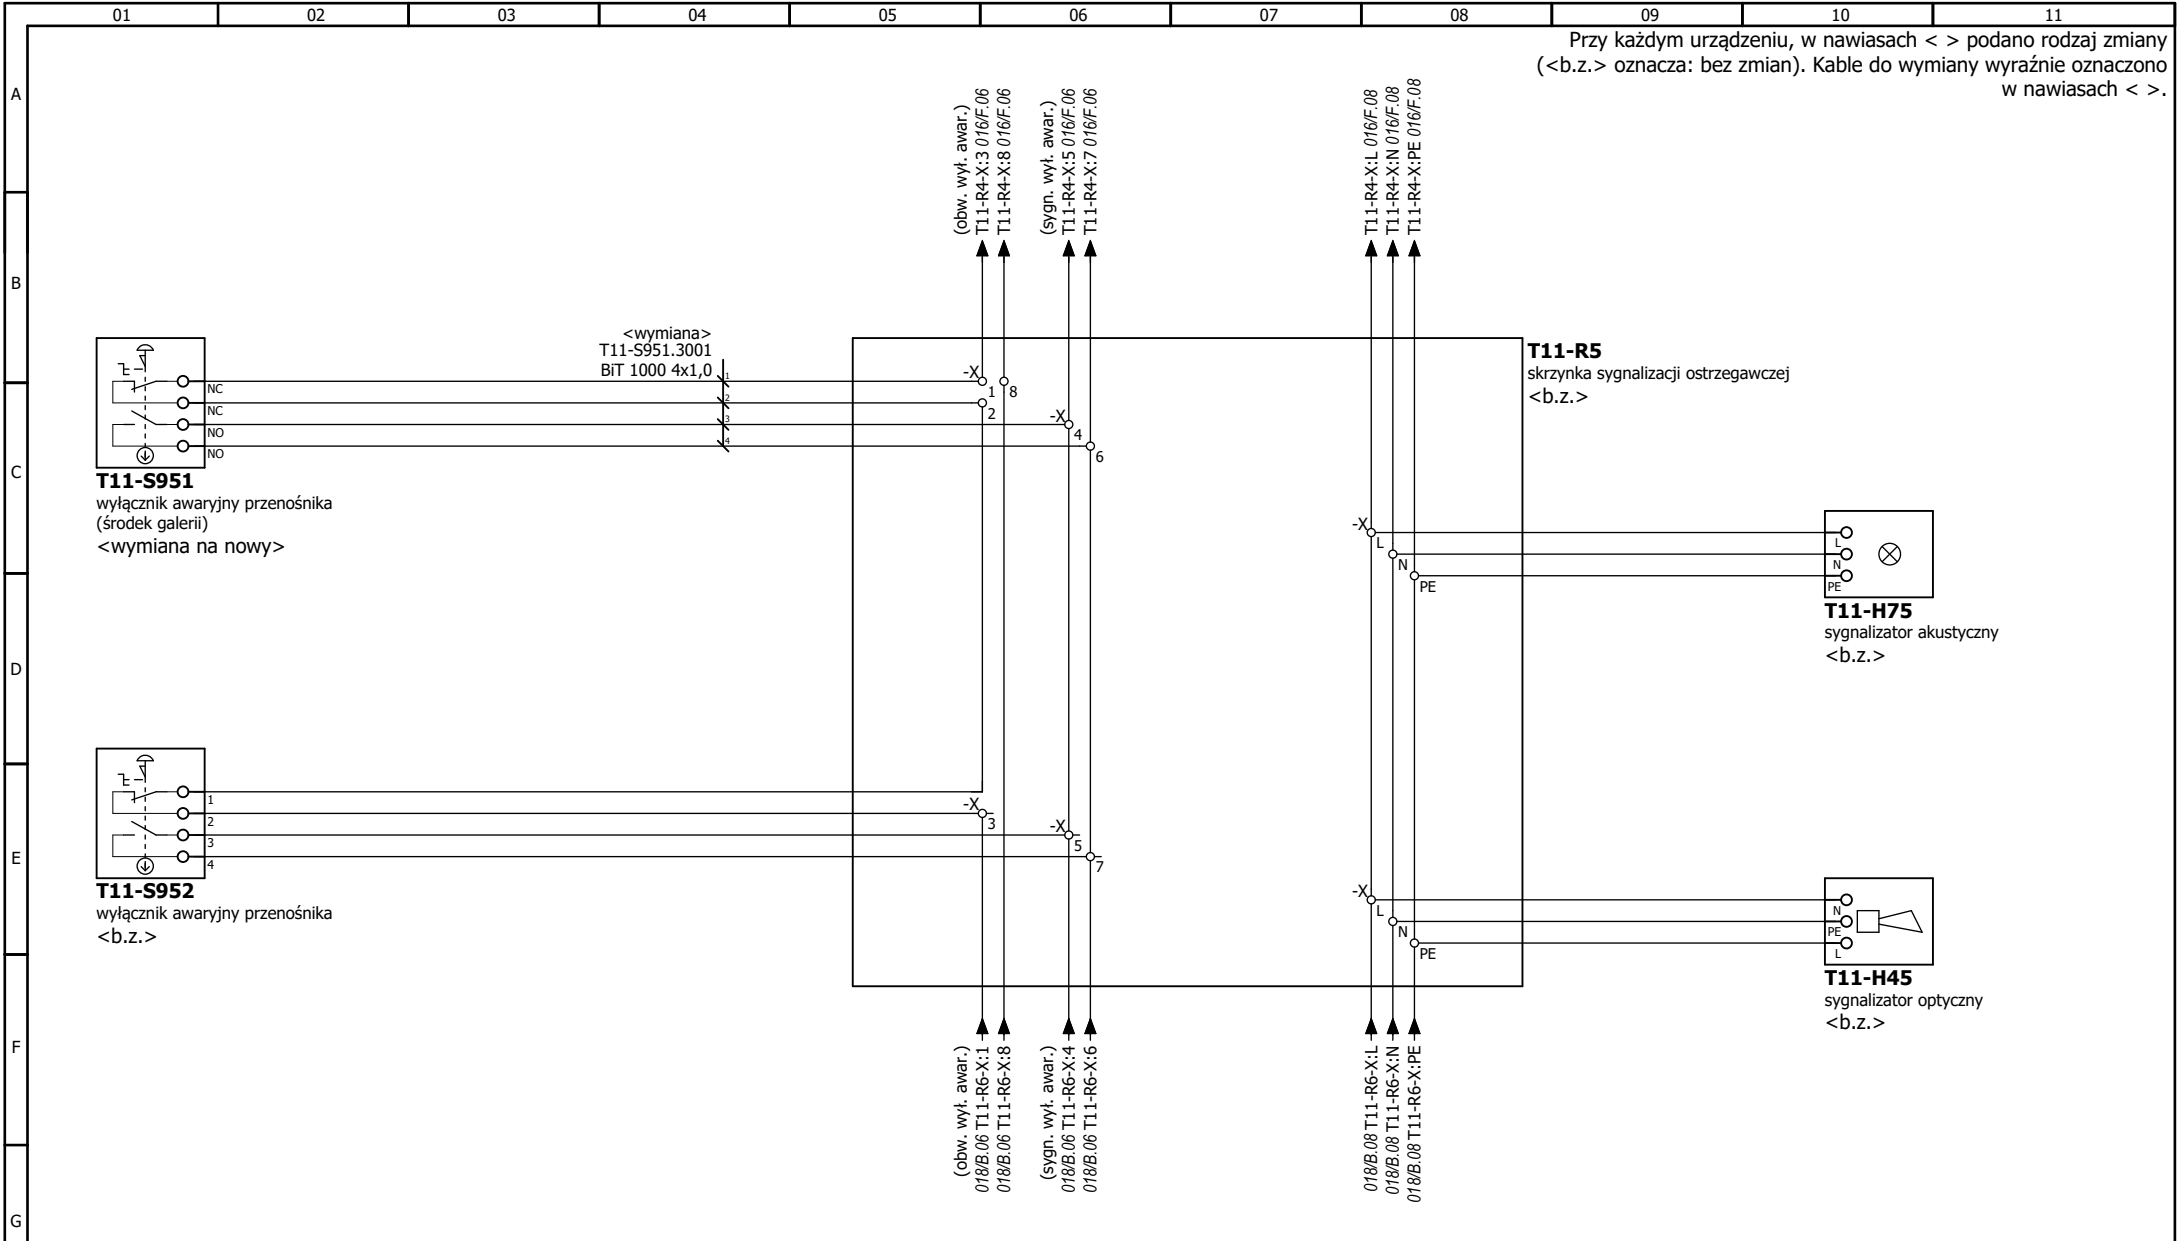 01 02 03 04 05 06 07 08 09 10 11
Przy każdym urządzeniu, w nawiasach < > podano rodzaj zmiany
(<b.z.> oznacza: bez zmian). Kable do wymiany wyraźnie oznaczono
w nawiasach < >.
A
B
C
D
E
F
G
(obw. wył. awar.)
T11-R4-X:3 016/F.06
T11-R4-X:8 016/F.06
(sygn. wył. awar.)
T11-R4-X:5 016/F.06
T11-R4-X:7 016/F.06
T11-R4-X:L 016/F.08
T11-R4-X:N 016/F.08
T11-R4-X:PE 016/F.08
<wymiana>
T11-S951.3001
BiT 1000 4x1,0
1
2
3
4
NC
NC
NO
NO
T11-S951
wyłącznik awaryjny przenośnika
(środek galerii)
<wymiana na nowy>
-X
1
8
2
-X
4
6
T11-R5
skrzynka sygnalizacji ostrzegawczej
<b.z.>
-X
L
N
PE
L
N
PE
T11-H75
sygnalizator akustyczny
<b.z.>
1
2
3
4
T11-S952
wyłącznik awaryjny przenośnika
<b.z.>
-X
3
-X
5
7
-X
L
N
PE
N
PE
L
T11-H45
sygnalizator optyczny
<b.z.>
(obw. wył. awar.)
018/B.06 T11-R6-X:1
018/B.06 T11-R6-X:8
(sygn. wył. awar.)
018/B.06 T11-R6-X:4
018/B.06 T11-R6-X:6
018/B.08 T11-R6-X:L
018/B.08 T11-R6-X:N
018/B.08 T11-R6-X:PE